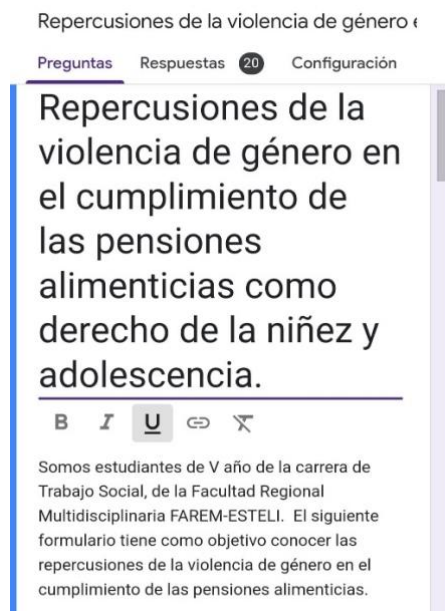 Repercusiones de la violencia de género e
Preguntas Respuestas 20 Configuración
Repercusiones de la
violencia de género en
el cumplimiento de
las pensiones
alimenticias como
derecho de la niñez y
adolescencia.
B I U
Somos estudiantes de V año de la carrera de
Trabajo Social, de la Facultad Regional
Multidisciplinaria FAREM-ESTELI. El siguiente
formulario tiene como objetivo conocer las
repercusiones de la violencia de género en el
cumplimiento de las pensiones alimenticias.